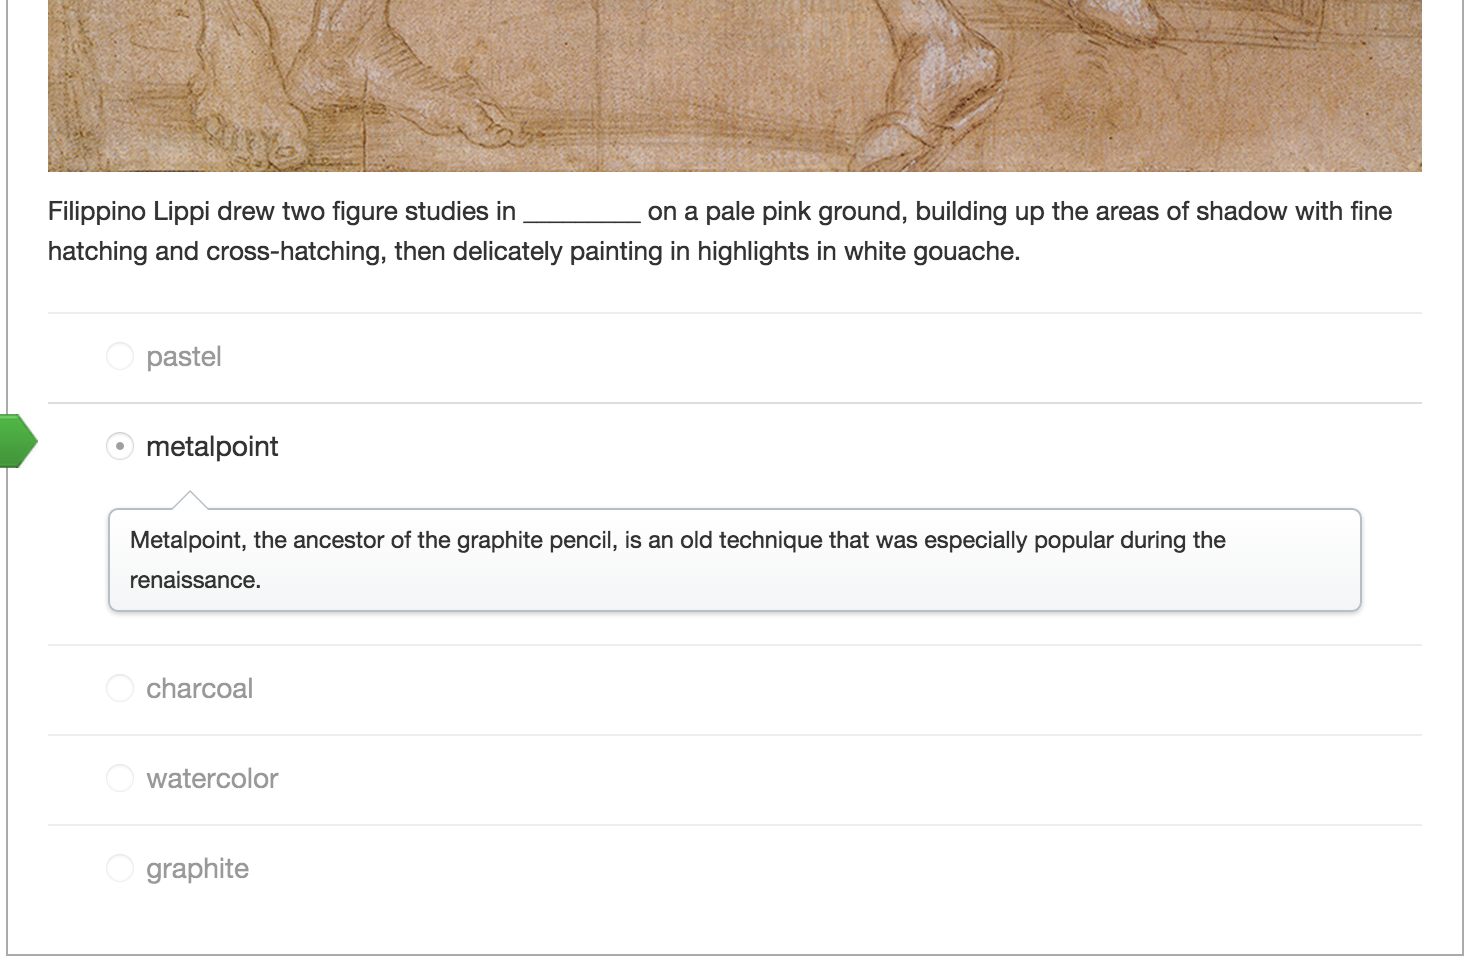 Filippino Lippi drew two figure studies in _________ on a pale pink ground, building up the areas of shadow with fine
hatching and cross-hatching, then delicately painting in highlights in white gouache.
pastel
metalpoint
Metalpoint, the ancestor of the graphite pencil, is an old technique that was especially popular during the
renaissance.
charcoal
watercolor
graphite